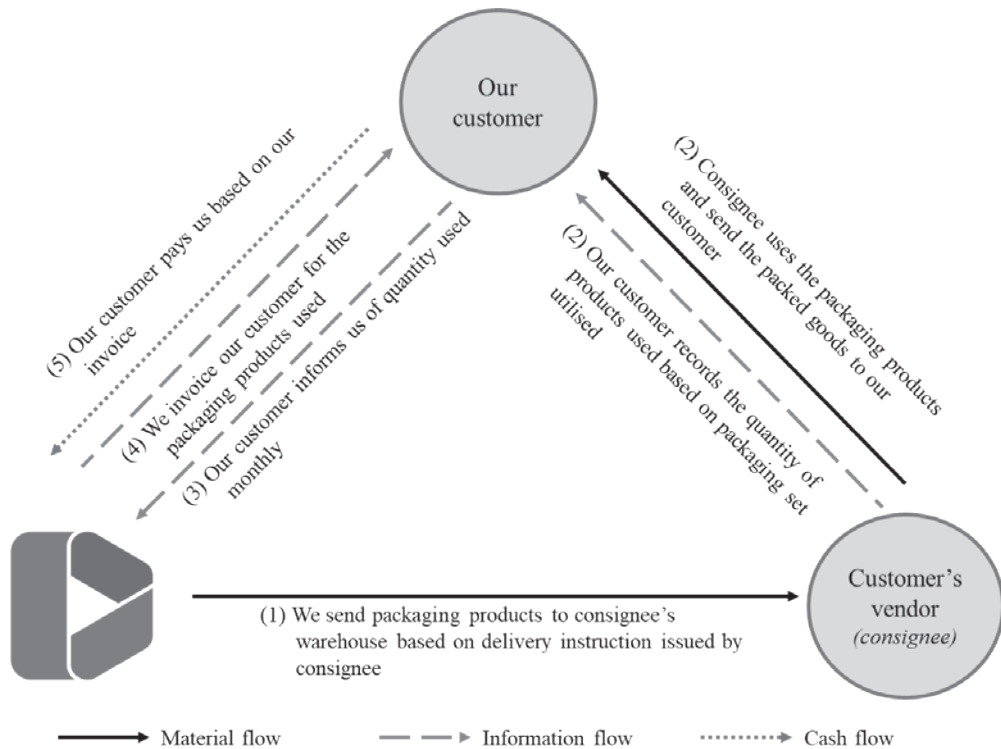 Our
customer
(5) Our customer pays us based on our
invoice
(4) We invoice our customer for the
packaging products used
(3) Our customer informs us of quantity used
monthly
(2) Consignee uses the packaging products
and send the packed goods to our
customer
(2) Our customer records the quantity of
products used based on packaging set
utilised
Customer's
vendor
(consignee)
(1) We send packaging products to consignee's
warehouse based on delivery instruction issued by
consignee
Material flow
Information flow
Cash flow